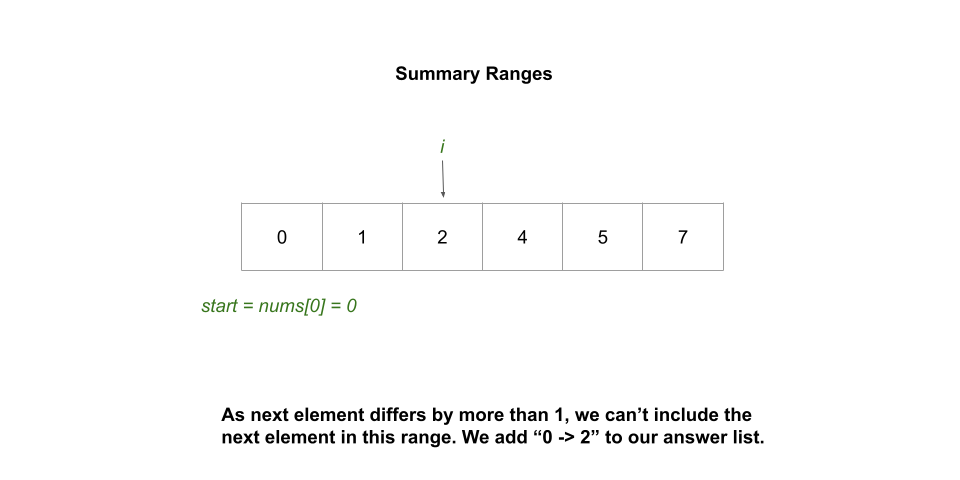 Summary Ranges
i
0 1 2 4 5 7
start = nums[0] = 0
As next element differs by more than 1, we can’t include the
next element in this range. We add “0 -> 2” to our answer list.